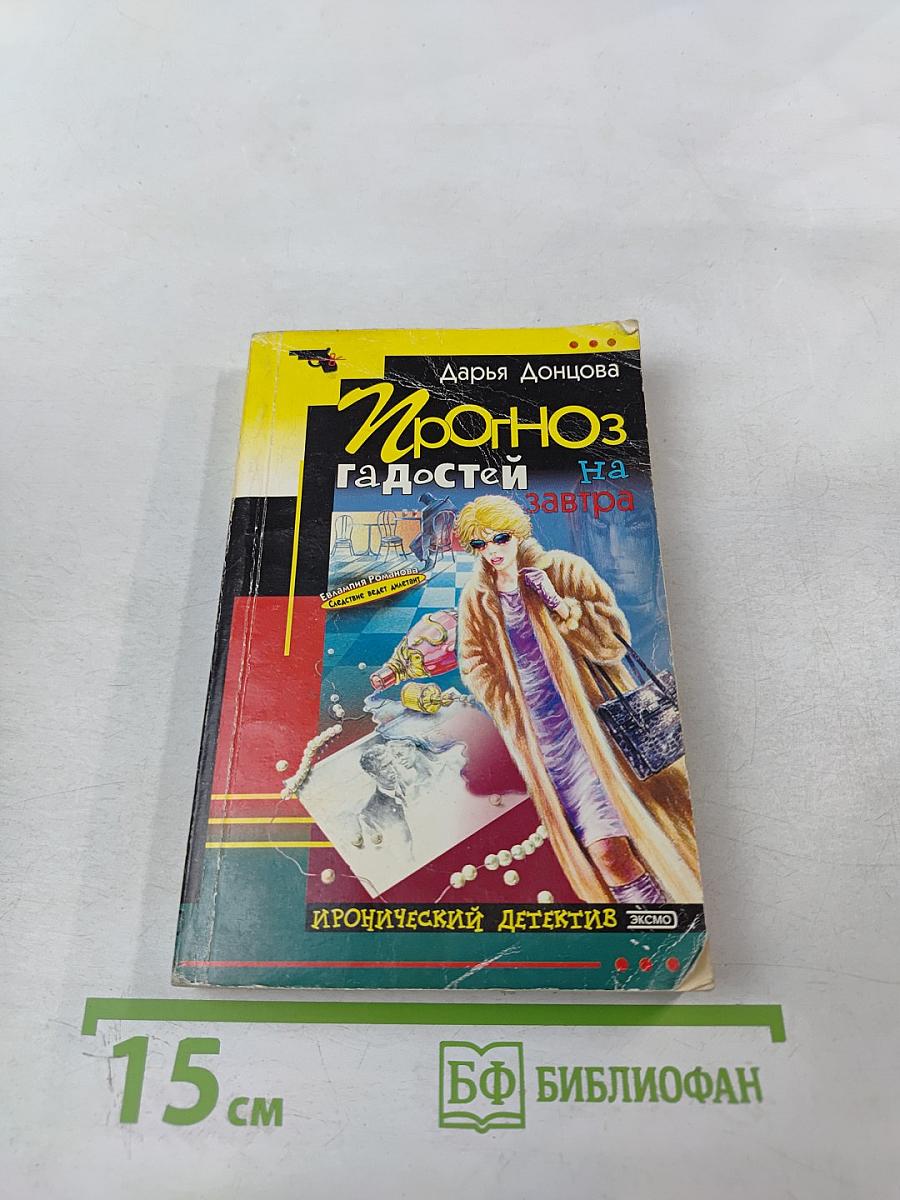 Дарья Донцова
Прогноз
гадостей на
завтра
Евлампия Романова
Следствие ведет дилетант
ИРОНИЧЕСКИЙ ДЕТЕКТИВ ЭКСМО
15 см
БФ БИБЛИОФАН